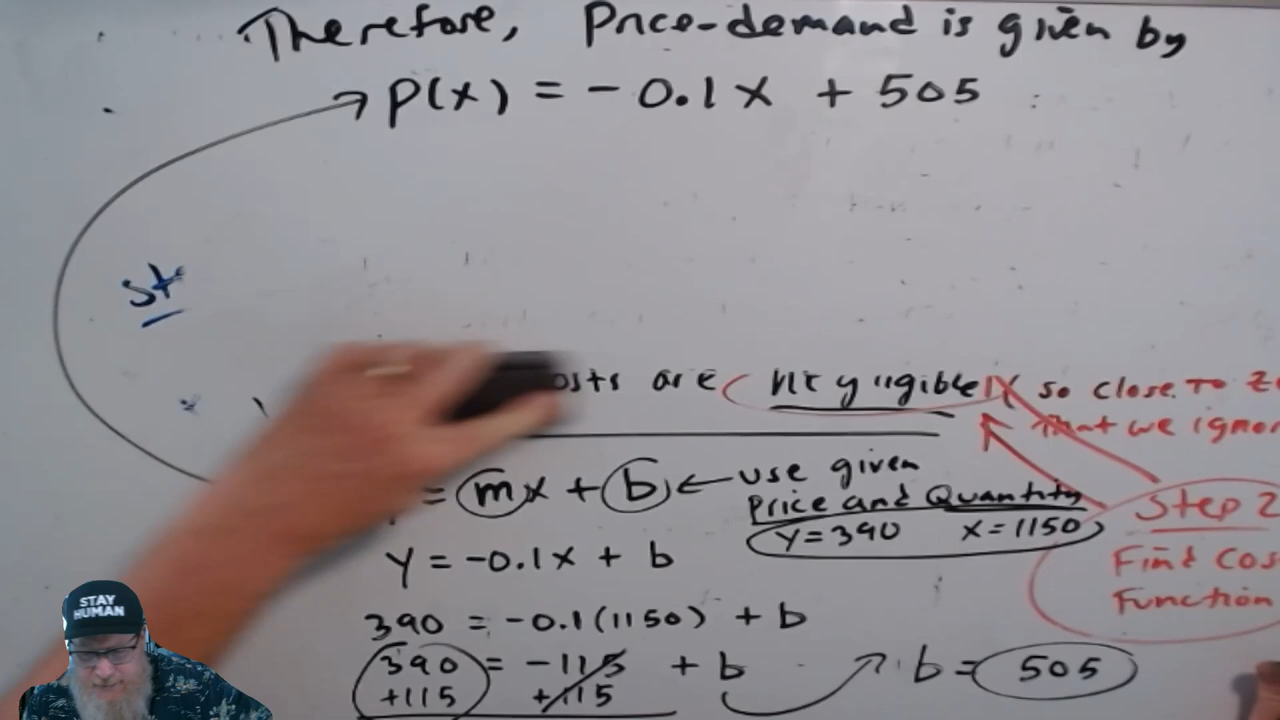 Therefore, Price-demand is given by
p(x) = -0.1x + 505
St
are negligible so close to
that we ignor
= mx + b ← use given
Price and Quantity
y=390 x=1150
Step 2
y = -0.1x + b
Find Cos
Function
390 = -0.1(1150) + b
390 = -115 + b
b = 505
+115 +115
STAY
HUMAN